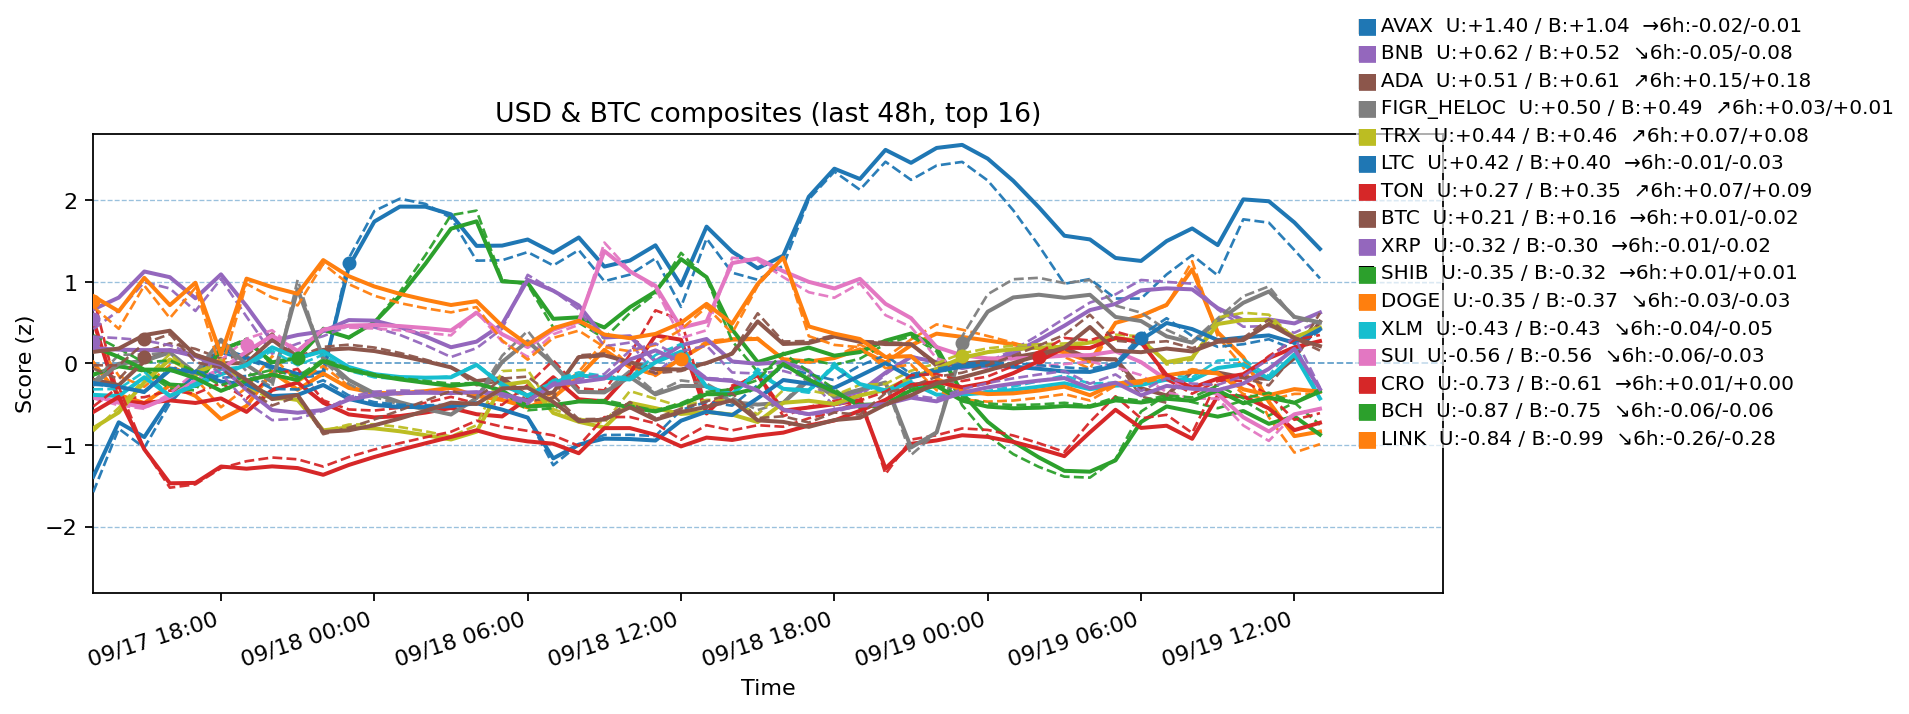 USD & BTC composites (last 48h, top 16)
AVAX  U:+1.40 / B:+1.04  →6h:-0.02/-0.01
BNB  U:+0.62 / B:+0.52  ↘6h:-0.05/-0.08
ADA  U:+0.51 / B:+0.61  ↗6h:+0.15/+0.18
FIGR_HELOC  U:+0.50 / B:+0.49  ↗6h:+0.03/+0.01
TRX  U:+0.44 / B:+0.46  ↗6h:+0.07/+0.08
LTC  U:+0.42 / B:+0.40  →6h:-0.01/-0.03
TON  U:+0.27 / B:+0.35  ↗6h:+0.07/+0.09
BTC  U:+0.21 / B:+0.16  →6h:+0.01/-0.02
XRP  U:-0.32 / B:-0.30  →6h:-0.01/-0.02
SHIB  U:-0.35 / B:-0.32  →6h:+0.01/+0.01
DOGE  U:-0.35 / B:-0.37  ↘6h:-0.03/-0.03
XLM  U:-0.43 / B:-0.43  ↘6h:-0.04/-0.05
SUI  U:-0.56 / B:-0.56  ↘6h:-0.06/-0.03
CRO  U:-0.73 / B:-0.61  →6h:+0.01/+0.00
BCH  U:-0.87 / B:-0.75  ↘6h:-0.06/-0.06
LINK  U:-0.84 / B:-0.99  ↘6h:-0.26/-0.28
Score (z)
2
1
0
−1
−2
09/17 18:00
09/18 00:00
09/18 06:00
09/18 12:00
09/18 18:00
09/19 00:00
09/19 06:00
09/19 12:00
Time